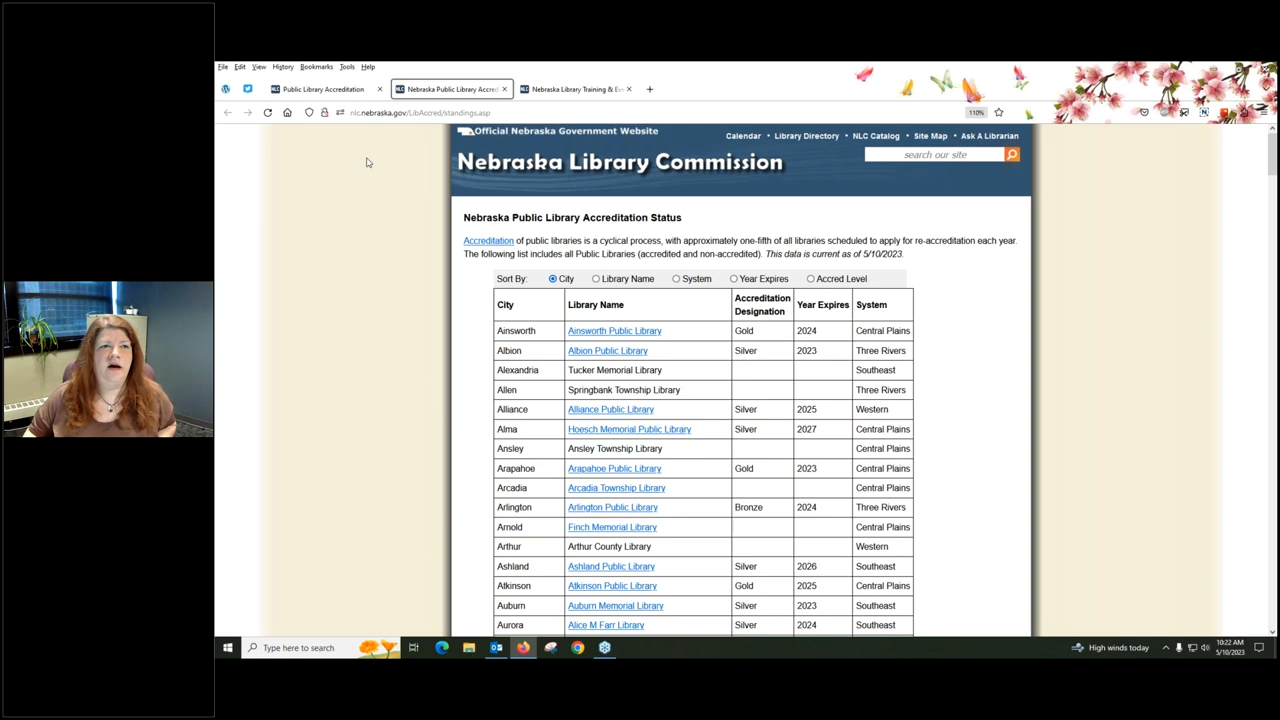 File Edit View History Bookmarks Tools Help
Public Library Accreditation
Nebraska Public Library Accred
Nebraska Library Training & Ev
nlc.nebraska.gov/LibAccred/standings.asp
110%
Official Nebraska Government Website
Calendar • Library Directory • NLC Catalog • Site Map • Ask A Librarian
Nebraska Library Commission
search our site
Nebraska Public Library Accreditation Status
Accreditation of public libraries is a cyclical process, with approximately one-fifth of all libraries scheduled to apply for re-accreditation each year.
The following list includes all Public Libraries (accredited and non-accredited). This data is current as of 5/10/2023.
Sort By: City Library Name System Year Expires Accred Level
City Library Name Accreditation Designation Year Expires System
Ainsworth Ainsworth Public Library Gold 2024 Central Plains
Albion Albion Public Library Silver 2023 Three Rivers
Alexandria Tucker Memorial Library Southeast
Allen Springbank Township Library Three Rivers
Alliance Alliance Public Library Silver 2025 Western
Alma Hoesch Memorial Public Library Silver 2027 Central Plains
Ansley Ansley Township Library Central Plains
Arapahoe Arapahoe Public Library Gold 2023 Central Plains
Arcadia Arcadia Township Library Central Plains
Arlington Arlington Public Library Bronze 2024 Three Rivers
Arnold Finch Memorial Library Central Plains
Arthur Arthur County Library Western
Ashland Ashland Public Library Silver 2026 Southeast
Atkinson Atkinson Public Library Gold 2025 Central Plains
Auburn Auburn Memorial Library Silver 2023 Southeast
Aurora Alice M Farr Library Silver 2024 Southeast
Type here to search
High winds today
10:22 AM
5/10/2023